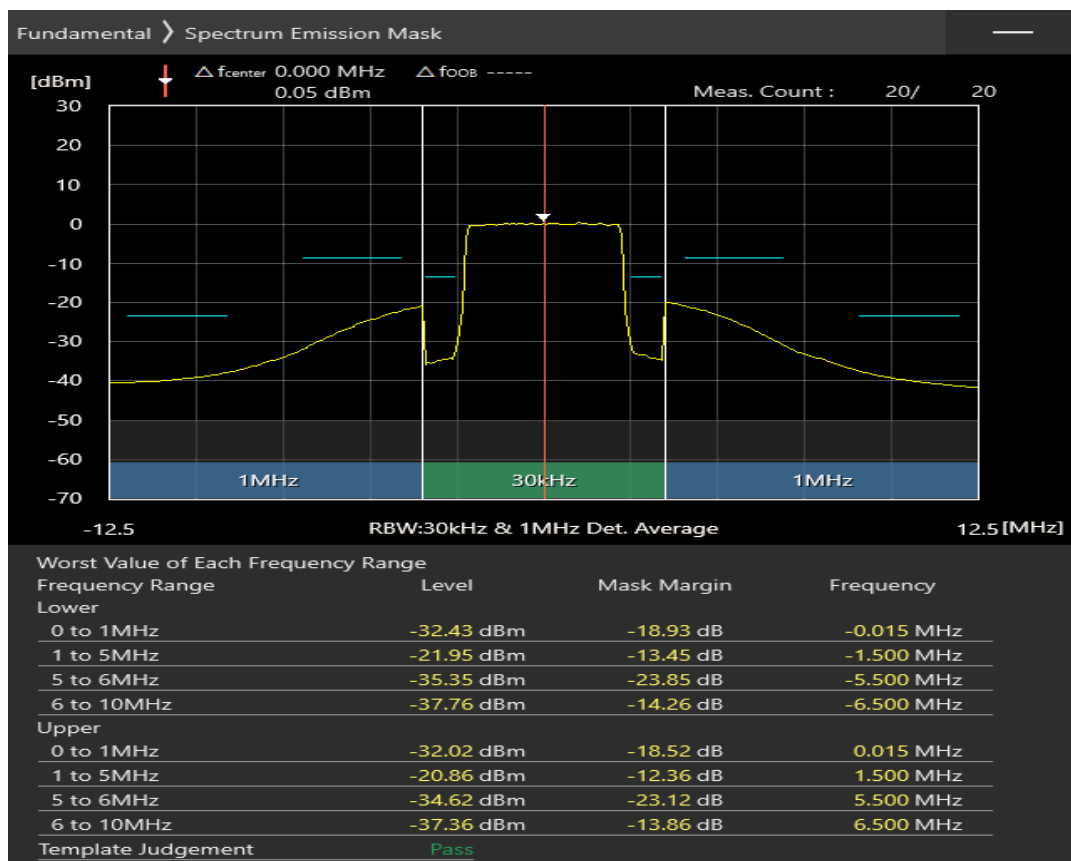 Fundamental ❯ Spectrum Emission Mask
[dBm]
△ fcenter 0.000 MHz △ fOOB -----
0.05 dBm Meas. Count : 20/ 20
30
20
10
0
-10
-20
-30
-40
-50
-60
-70
1MHz 30kHz 1MHz
-12.5 RBW:30kHz & 1MHz Det. Average 12.5 [MHz]
Worst Value of Each Frequency Range
Frequency Range Level Mask Margin Frequency
Lower
0 to 1MHz -32.43 dBm -18.93 dB -0.015 MHz
1 to 5MHz -21.95 dBm -13.45 dB -1.500 MHz
5 to 6MHz -35.35 dBm -23.85 dB -5.500 MHz
6 to 10MHz -37.76 dBm -14.26 dB -6.500 MHz
Upper
0 to 1MHz -32.02 dBm -18.52 dB 0.015 MHz
1 to 5MHz -20.86 dBm -12.36 dB 1.500 MHz
5 to 6MHz -34.62 dBm -23.12 dB 5.500 MHz
6 to 10MHz -37.36 dBm -13.86 dB 6.500 MHz
Template Judgement Pass